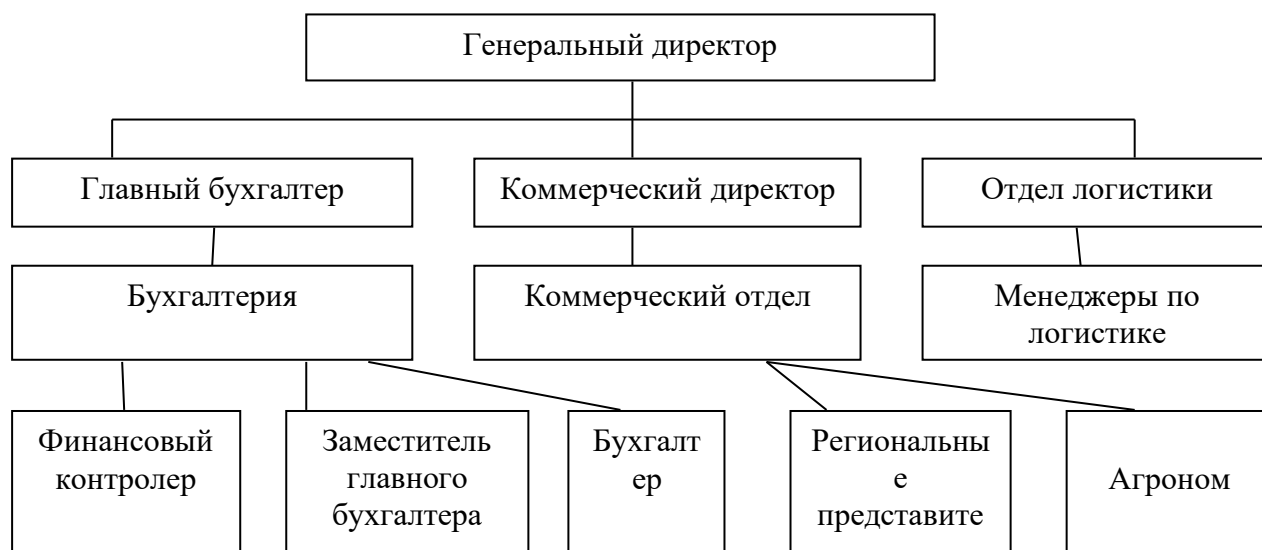 Генеральный директор
Главный бухгалтер
Коммерческий директор
Отдел логистики
Бухгалтерия
Коммерческий отдел
Менеджеры по
логистике
Финансовый
контролер
Заместитель
главного
бухгалтера
Бухгалт
ер
Региональны
е
представите
Агроном